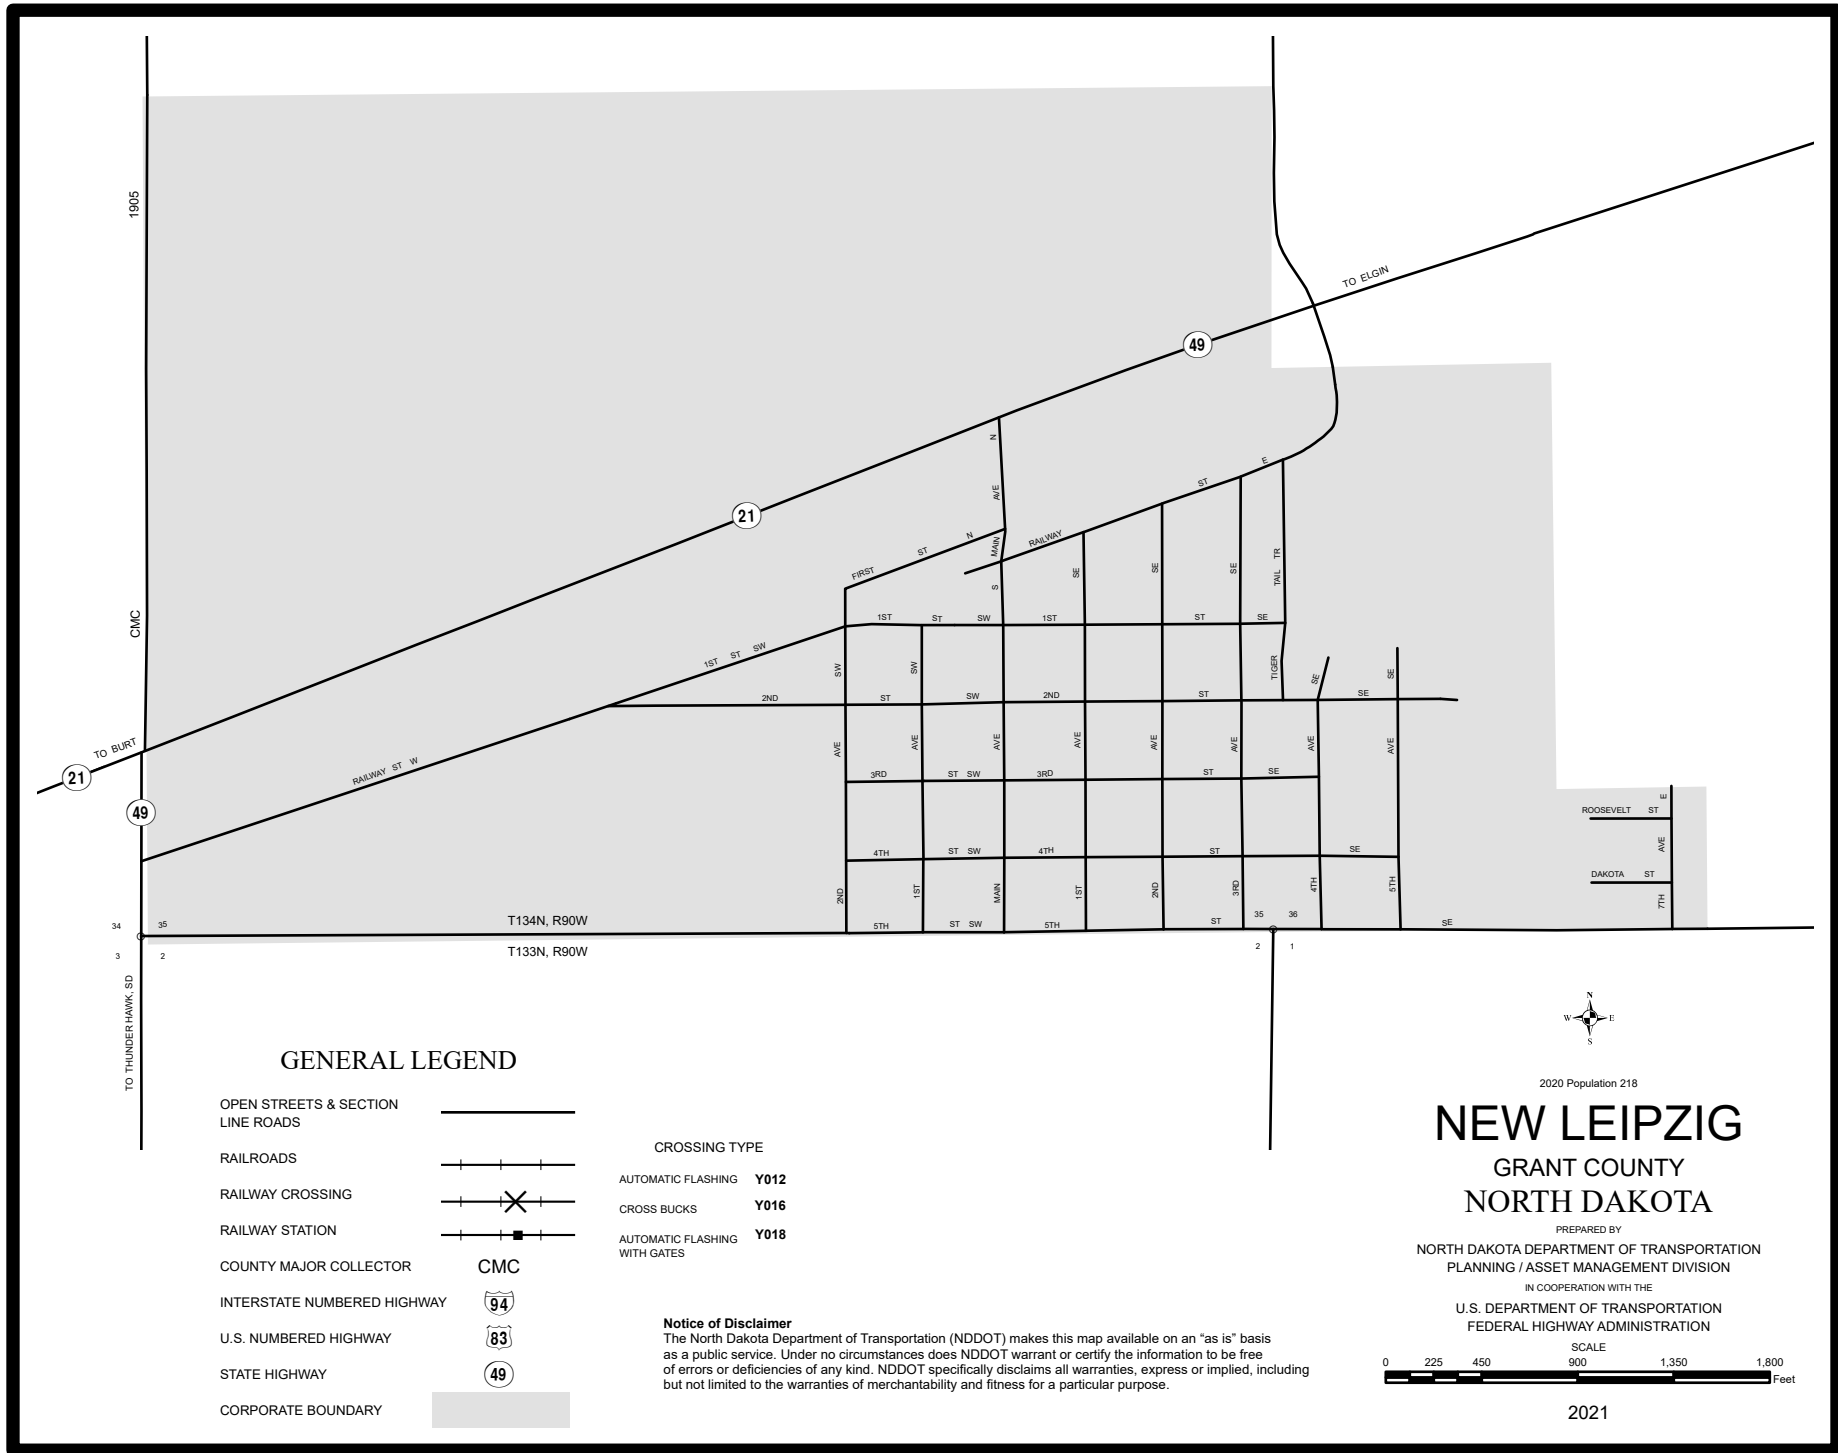 1905
TO ELGIN
49
21
N
AVE
MAIN
S
FIRST ST N
RAILWAY ST E
SE
SE
SE
TAIL TR
TIGER
CMC
1ST ST SW 1ST ST SE
1ST ST SW
SW
SW
SE
SE
2ND ST SW 2ND ST SE
TO BURT
21
49
RAILWAY ST W
AVE
AVE
AVE
AVE
AVE
AVE
AVE
AVE
3RD ST SW 3RD ST SE
E
ROOSEVELT ST
AVE
4TH ST SW 4TH ST SE
DAKOTA ST
2ND
1ST
MAIN
1ST
2ND
3RD
4TH
5TH
7TH
34 35
T134N, R90W
5TH ST SW 5TH ST SE
35 36
3 2
T133N, R90W
2 1
TO THUNDER HAWK, SD
N
W E
S
GENERAL LEGEND
OPEN STREETS & SECTION
LINE ROADS
RAILROADS
RAILWAY CROSSING
RAILWAY STATION
COUNTY MAJOR COLLECTOR CMC
INTERSTATE NUMBERED HIGHWAY 94
U.S. NUMBERED HIGHWAY 83
STATE HIGHWAY 49
CORPORATE BOUNDARY
CROSSING TYPE
AUTOMATIC FLASHING Y012
CROSS BUCKS Y016
AUTOMATIC FLASHING Y018
WITH GATES
Notice of Disclaimer
The North Dakota Department of Transportation (NDDOT) makes this map available on an “as is” basis
as a public service. Under no circumstances does NDDOT warrant or certify the information to be free
of errors or deficiencies of any kind. NDDOT specifically disclaims all warranties, express or implied, including
but not limited to the warranties of merchantability and fitness for a particular purpose.
2020 Population 218
NEW LEIPZIG
GRANT COUNTY
NORTH DAKOTA
PREPARED BY
NORTH DAKOTA DEPARTMENT OF TRANSPORTATION
PLANNING / ASSET MANAGEMENT DIVISION
IN COOPERATION WITH THE
U.S. DEPARTMENT OF TRANSPORTATION
FEDERAL HIGHWAY ADMINISTRATION
SCALE
0 225 450 900 1,350 1,800
Feet
2021